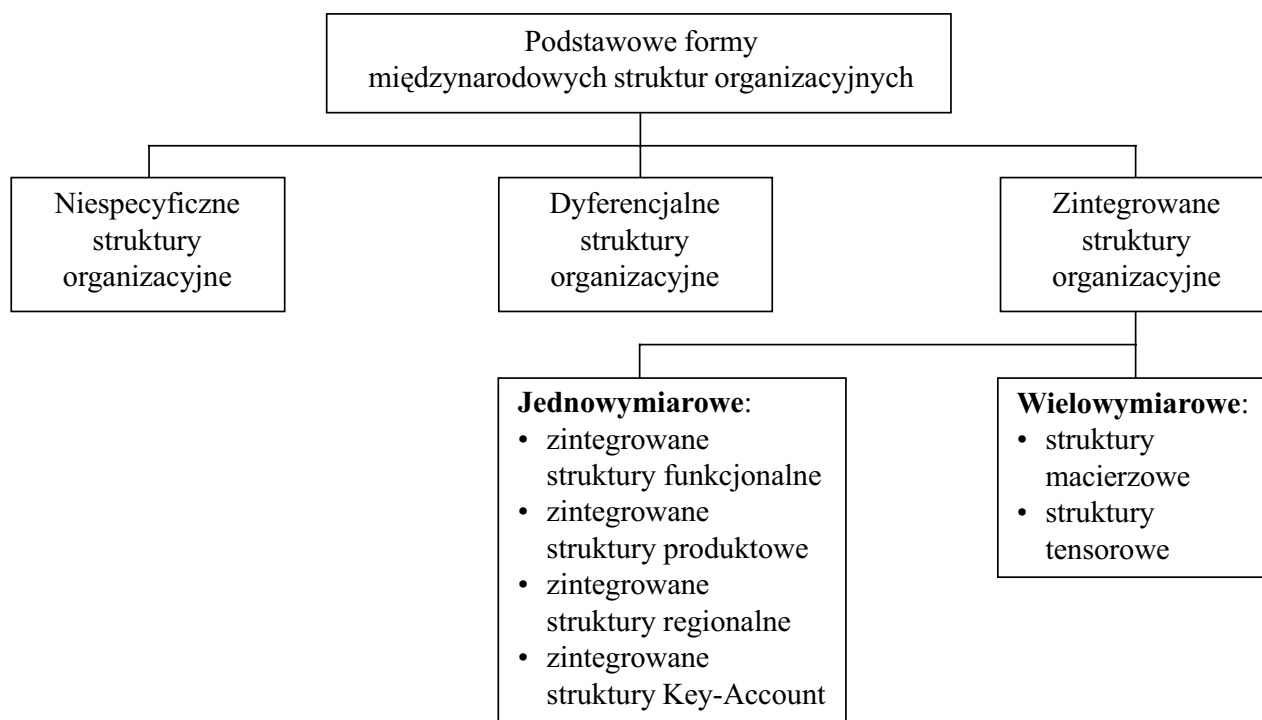 Podstawowe formy
międzynarodowych struktur organizacyjnych
Niespecyficzne
struktury
organizacyjne
Dyferencjalne
struktury
organizacyjne
Zintegrowane
struktury
organizacyjne
Jednowymiarowe:
• zintegrowane
struktury funkcjonalne
• zintegrowane
struktury produktowe
• zintegrowane
struktury regionalne
• zintegrowane
struktury Key-Account
Wielowymiarowe:
• struktury
macierzowe
• struktury
tensorowe